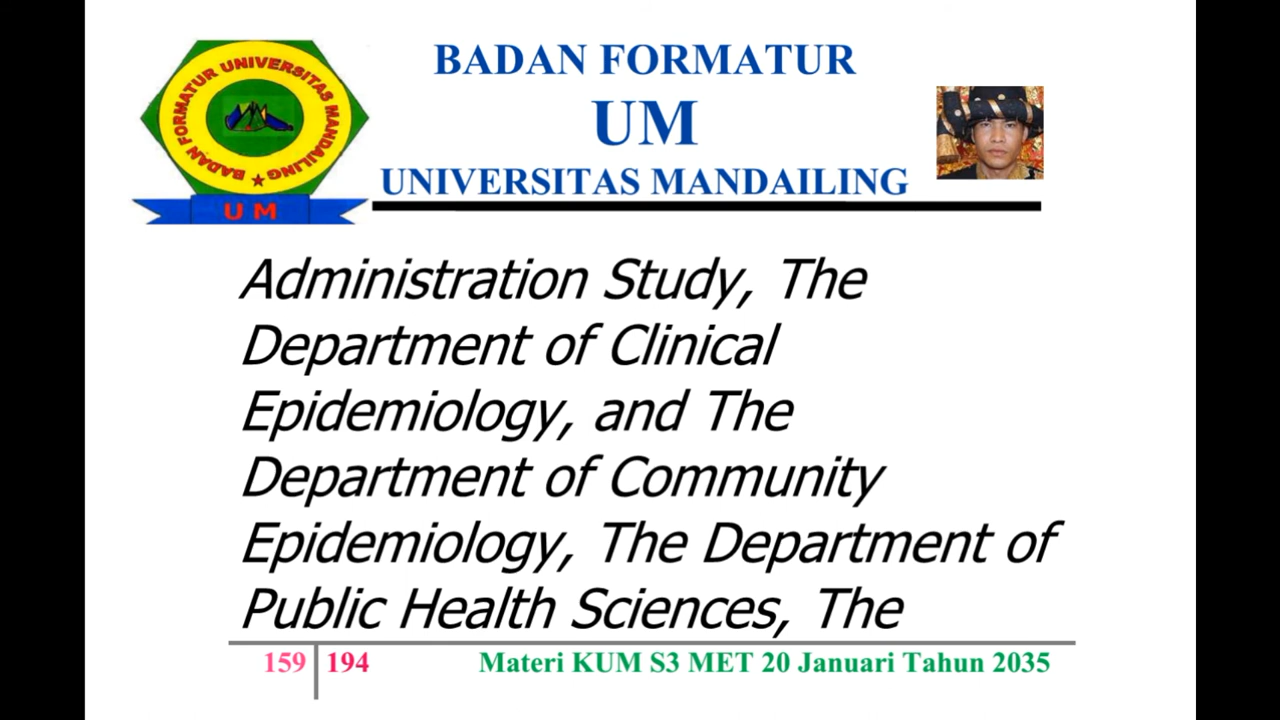 BADAN FORMATUR UNIVERSITAS MANDAILING
UM
BADAN FORMATUR
UM
UNIVERSITAS MANDAILING
Administration Study, The
Department of Clinical
Epidemiology, and The
Department of Community
Epidemiology, The Department of
Public Health Sciences, The
159 194 Materi KUM S3 MET 20 Januari Tahun 2035